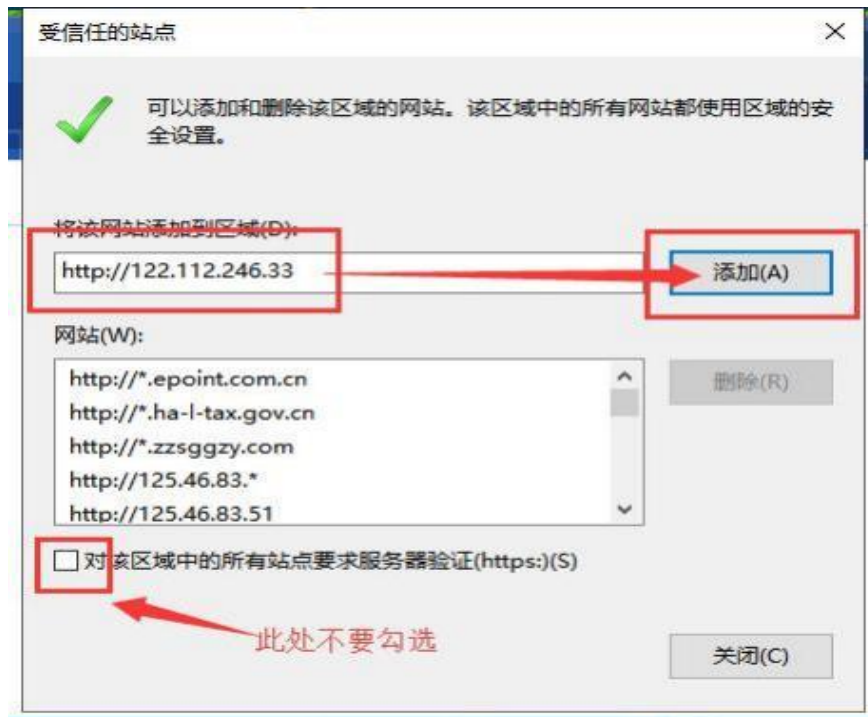 受信任的站点
可以添加和删除该区域的网站。该区域中的所有网站都使用区域的安
全设置。
将该网站添加到区域(D):
http://122.112.246.33
添加(A)
网站(W):
http://*.epoint.com.cn
删除(R)
http://*.ha-l-tax.gov.cn
http://*.zzsggzy.com
http://125.46.83.*
http://125.46.83.51
对该区域中的所有站点要求服务器验证(https:)(S)
此处不要勾选
关闭(C)